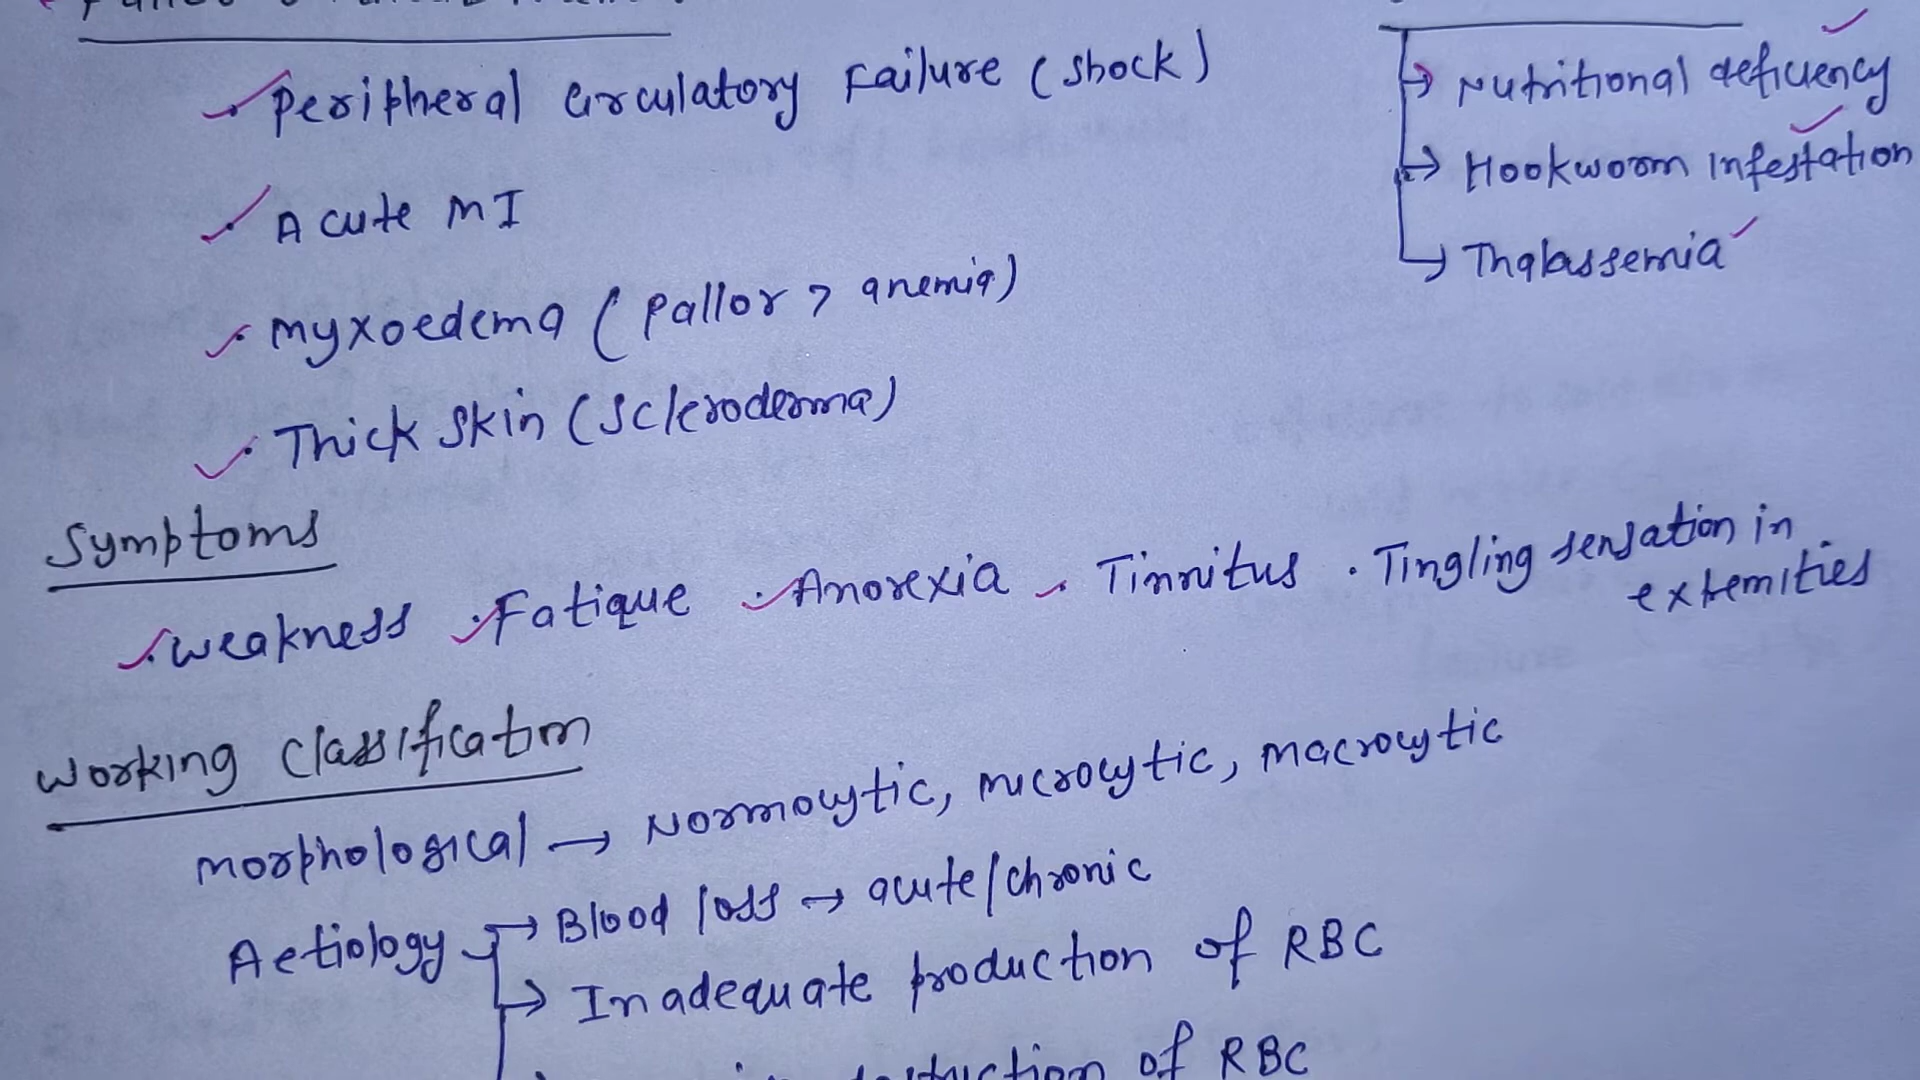 • Peripheral Circulatory Failure (shock)
• Acute MI
• Myxoedema (Pallor > anemia)
• Thick skin (Scleroderma)
→ Nutritional deficiency
→ Hookworm infestation
→ Thalassemia
Symptoms
• Weakness • Fatique • Anorexia • Tinnitus • Tingling sensation in
extemities
Working Classification
Morphological → Normocytic, microcytic, macrocytic
Aetiology → Blood loss → acute/chronic
→ Inadequate production of RBC
of RBC